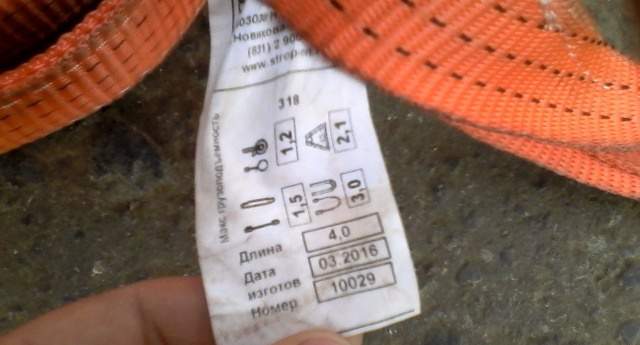 (831) 2 90
www.strop-
318
Макс. грузоподъемность
1,2
2,1
1,5
3,0
Длина 4,0
Дата 03.2016
изготов
Номер 10029